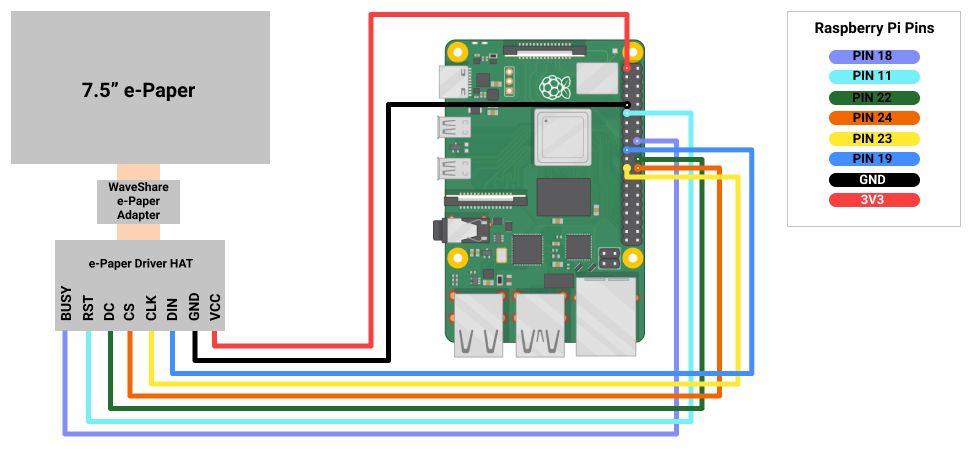 7.5” e-Paper
WaveShare
e-Paper
Adapter
e-Paper Driver HAT
BUSY
RST
DC
CS
CLK
DIN
GND
VCC
Raspberry Pi Pins
PIN 18
PIN 11
PIN 22
PIN 24
PIN 23
PIN 19
GND
3V3